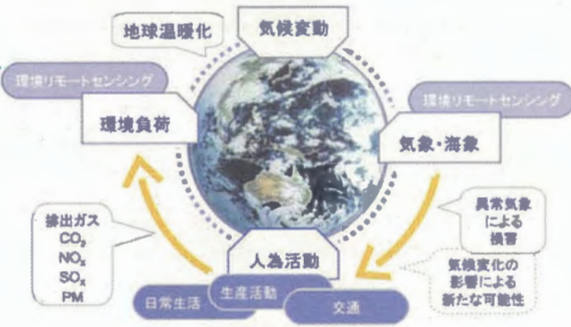 地球温暖化
気候変動
環境リモートセンシング
環境負荷
環境リモートセンシング
気象・海象
排出ガス
CO₂
NOₓ
SOₓ
PM
異常気象
による
損害
人為活動
気候変化の
影響による
新たな可能性
日常生活
生産活動
交通